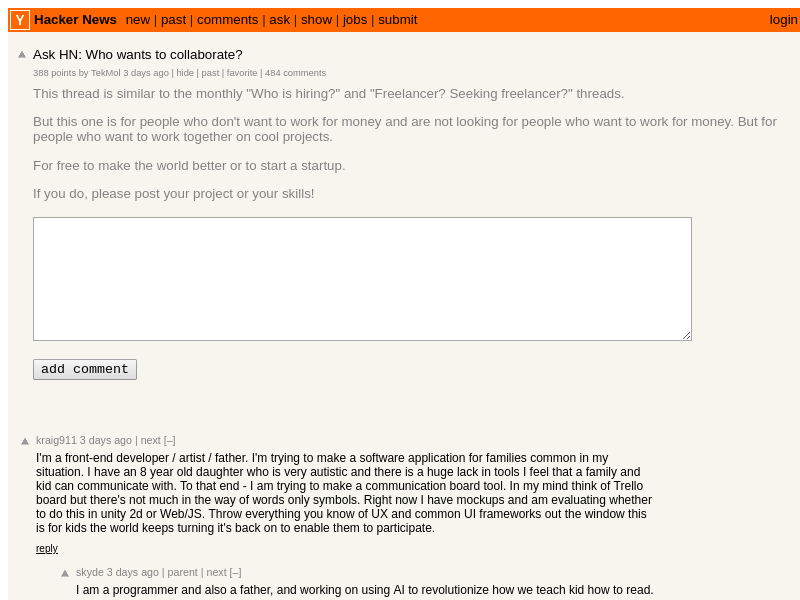 Y Hacker News new | past | comments | ask | show | jobs | submit login
Ask HN: Who wants to collaborate?
388 points by TekMol 3 days ago | hide | past | favorite | 484 comments
This thread is similar to the monthly "Who is hiring?" and "Freelancer? Seeking freelancer?" threads.
But this one is for people who don't want to work for money and are not looking for people who want to work for money. But for
people who want to work together on cool projects.
For free to make the world better or to start a startup.
If you do, please post your project or your skills!
add comment
kraig911 3 days ago | next [–]
I'm a front-end developer / artist / father. I'm trying to make a software application for families common in my
situation. I have an 8 year old daughter who is very autistic and there is a huge lack in tools I feel that a family and
kid can communicate with. To that end - I am trying to make a communication board tool. In my mind think of Trello
board but there's not much in the way of words only symbols. Right now I have mockups and am evaluating whether
to do this in unity 2d or Web/JS. Throw everything you know of UX and common UI frameworks out the window this
is for kids the world keeps turning it's back on to enable them to participate.
reply
skyde 3 days ago | parent | next [–]
I am a programmer and also a father, and working on using AI to revolutionize how we teach kid how to read.